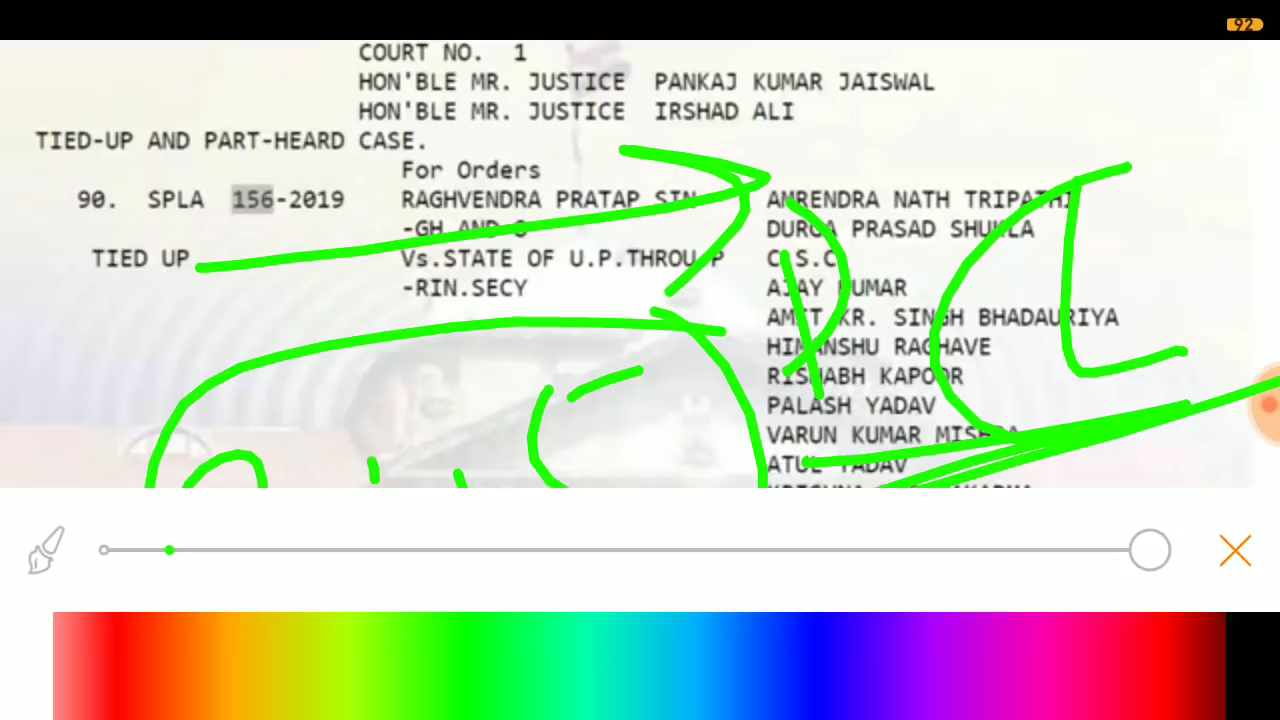 92
COURT NO. 1
HON'BLE MR. JUSTICE PANKAJ KUMAR JAISWAL
HON'BLE MR. JUSTICE IRSHAD ALI
TIED-UP AND PART-HEARD CASE.
For Orders
90. SPLA 156-2019 RAGHVENDRA PRATAP SIN AMRENDRA NATH TRIPATHI
-GH AND O DURGA PRASAD SHUKLA
TIED UP Vs.STATE OF U.P.THROU P C.S.C.
-RIN.SECY AJAY KUMAR
AMIT KR. SINGH BHADAURIYA
HIMANSHU RAGHAVE
RISHABH KAPOOR
PALASH YADAV
VARUN KUMAR MISHRA
ATUL YADAV